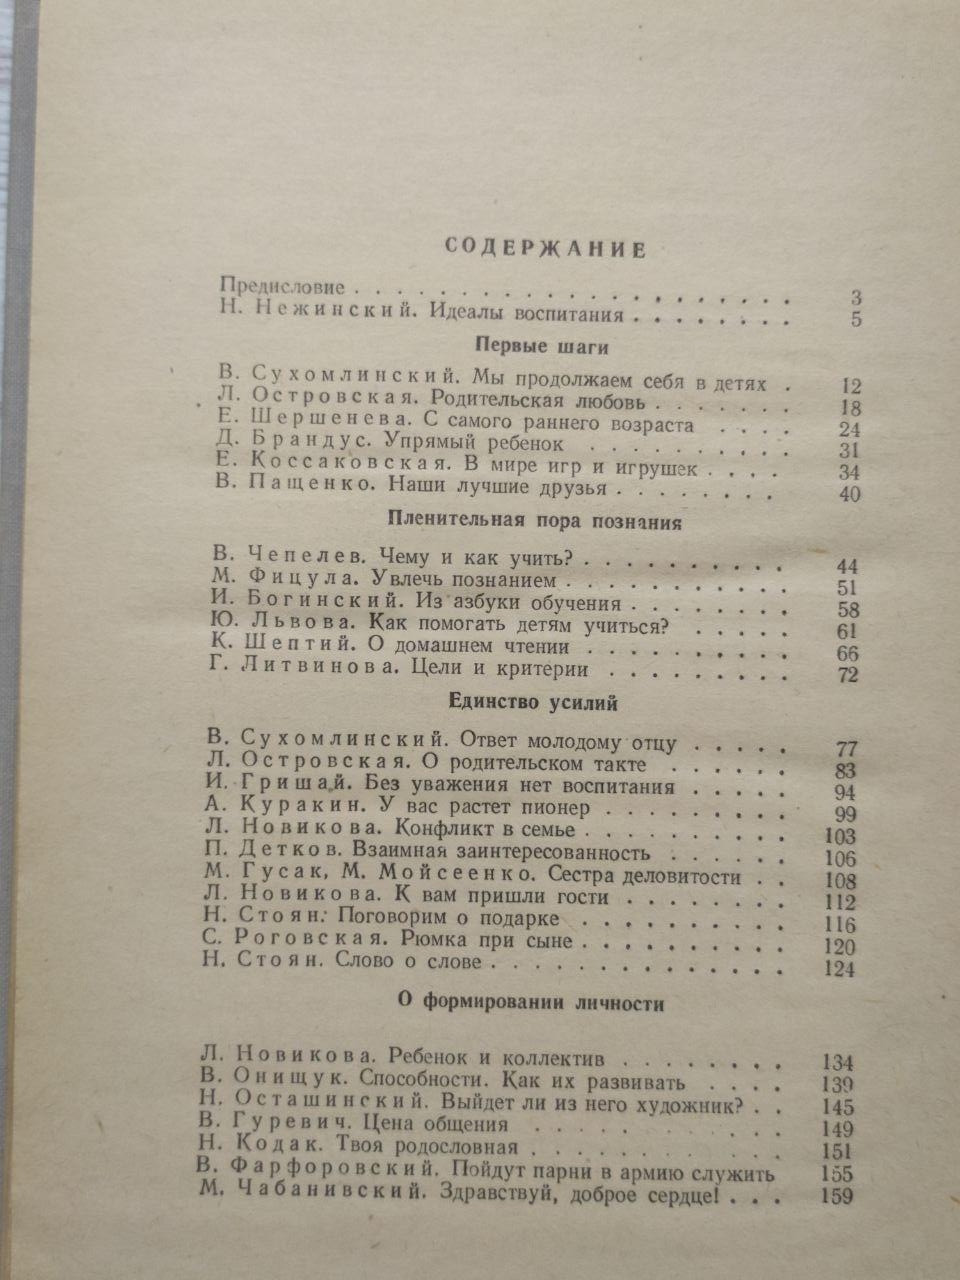 СОДЕРЖАНИЕ
Предисловие . . . . . . . . . . . . . . . . . . . . 3
Н. Нежинский. Идеалы воспитания . . . . . . . . 5
Первые шаги
В. Сухомлинский. Мы продолжаем себя в детях . 12
Л. Островская. Родительская любовь . . . . . . . 18
Е. Шершенева. С самого раннего возраста . . . . 24
Д. Брандус. Упрямый ребенок . . . . . . . . . . 31
Е. Коссаковская. В мире игр и игрушек . . . . 34
В. Пащенко. Наши лучшие друзья . . . . . . . . 40
Пленительная пора познания
В. Чепелев. Чему и как учить? . . . . . . . . . . 44
М. Фицула. Увлечь познанием . . . . . . . . . . . 51
И. Богинский. Из азбуки обучения . . . . . . . . 58
Ю. Львова. Как помогать детям учиться? . . . . . 61
К. Шептий. О домашнем чтении . . . . . . . . . . 66
Г. Литвинова. Цели и критерии . . . . . . . . . 72
Единство усилий
В. Сухомлинский. Ответ молодому отцу . . . . . 77
Л. Островская. О родительском такте . . . . . . 83
И. Гришай. Без уважения нет воспитания . . . . . 94
А. Куракин. У вас растет пионер . . . . . . . . . 99
Л. Новикова. Конфликт в семье . . . . . . . . . . 103
П. Детков. Взаимная заинтересованность . . . . . . 106
М. Гусак, М. Мойсеенко. Сестра деловитости . . 108
Л. Новикова. К вам пришли гости . . . . . . . . 112
Н. Стоян. Поговорим о подарке . . . . . . . . . . 116
С. Роговская. Рюмка при сыне . . . . . . . . . . 120
Н. Стоян. Слово о слове . . . . . . . . . . . . . . 124
О формировании личности
Л. Новикова. Ребенок и коллектив . . . . . . . . 134
В. Онищук. Способности. Как их развивать . . . . 139
Н. Осташинский. Выйдет ли из него художник? . . 145
В. Гуревич. Цена общения . . . . . . . . . . . 149
Н. Кодак. Твоя родословная . . . . . . . . . . . 151
В. Фарфоровский. Пойдут парни в армию служить 155
М. Чабанивский. Здравствуй, доброе сердце! . . . 159